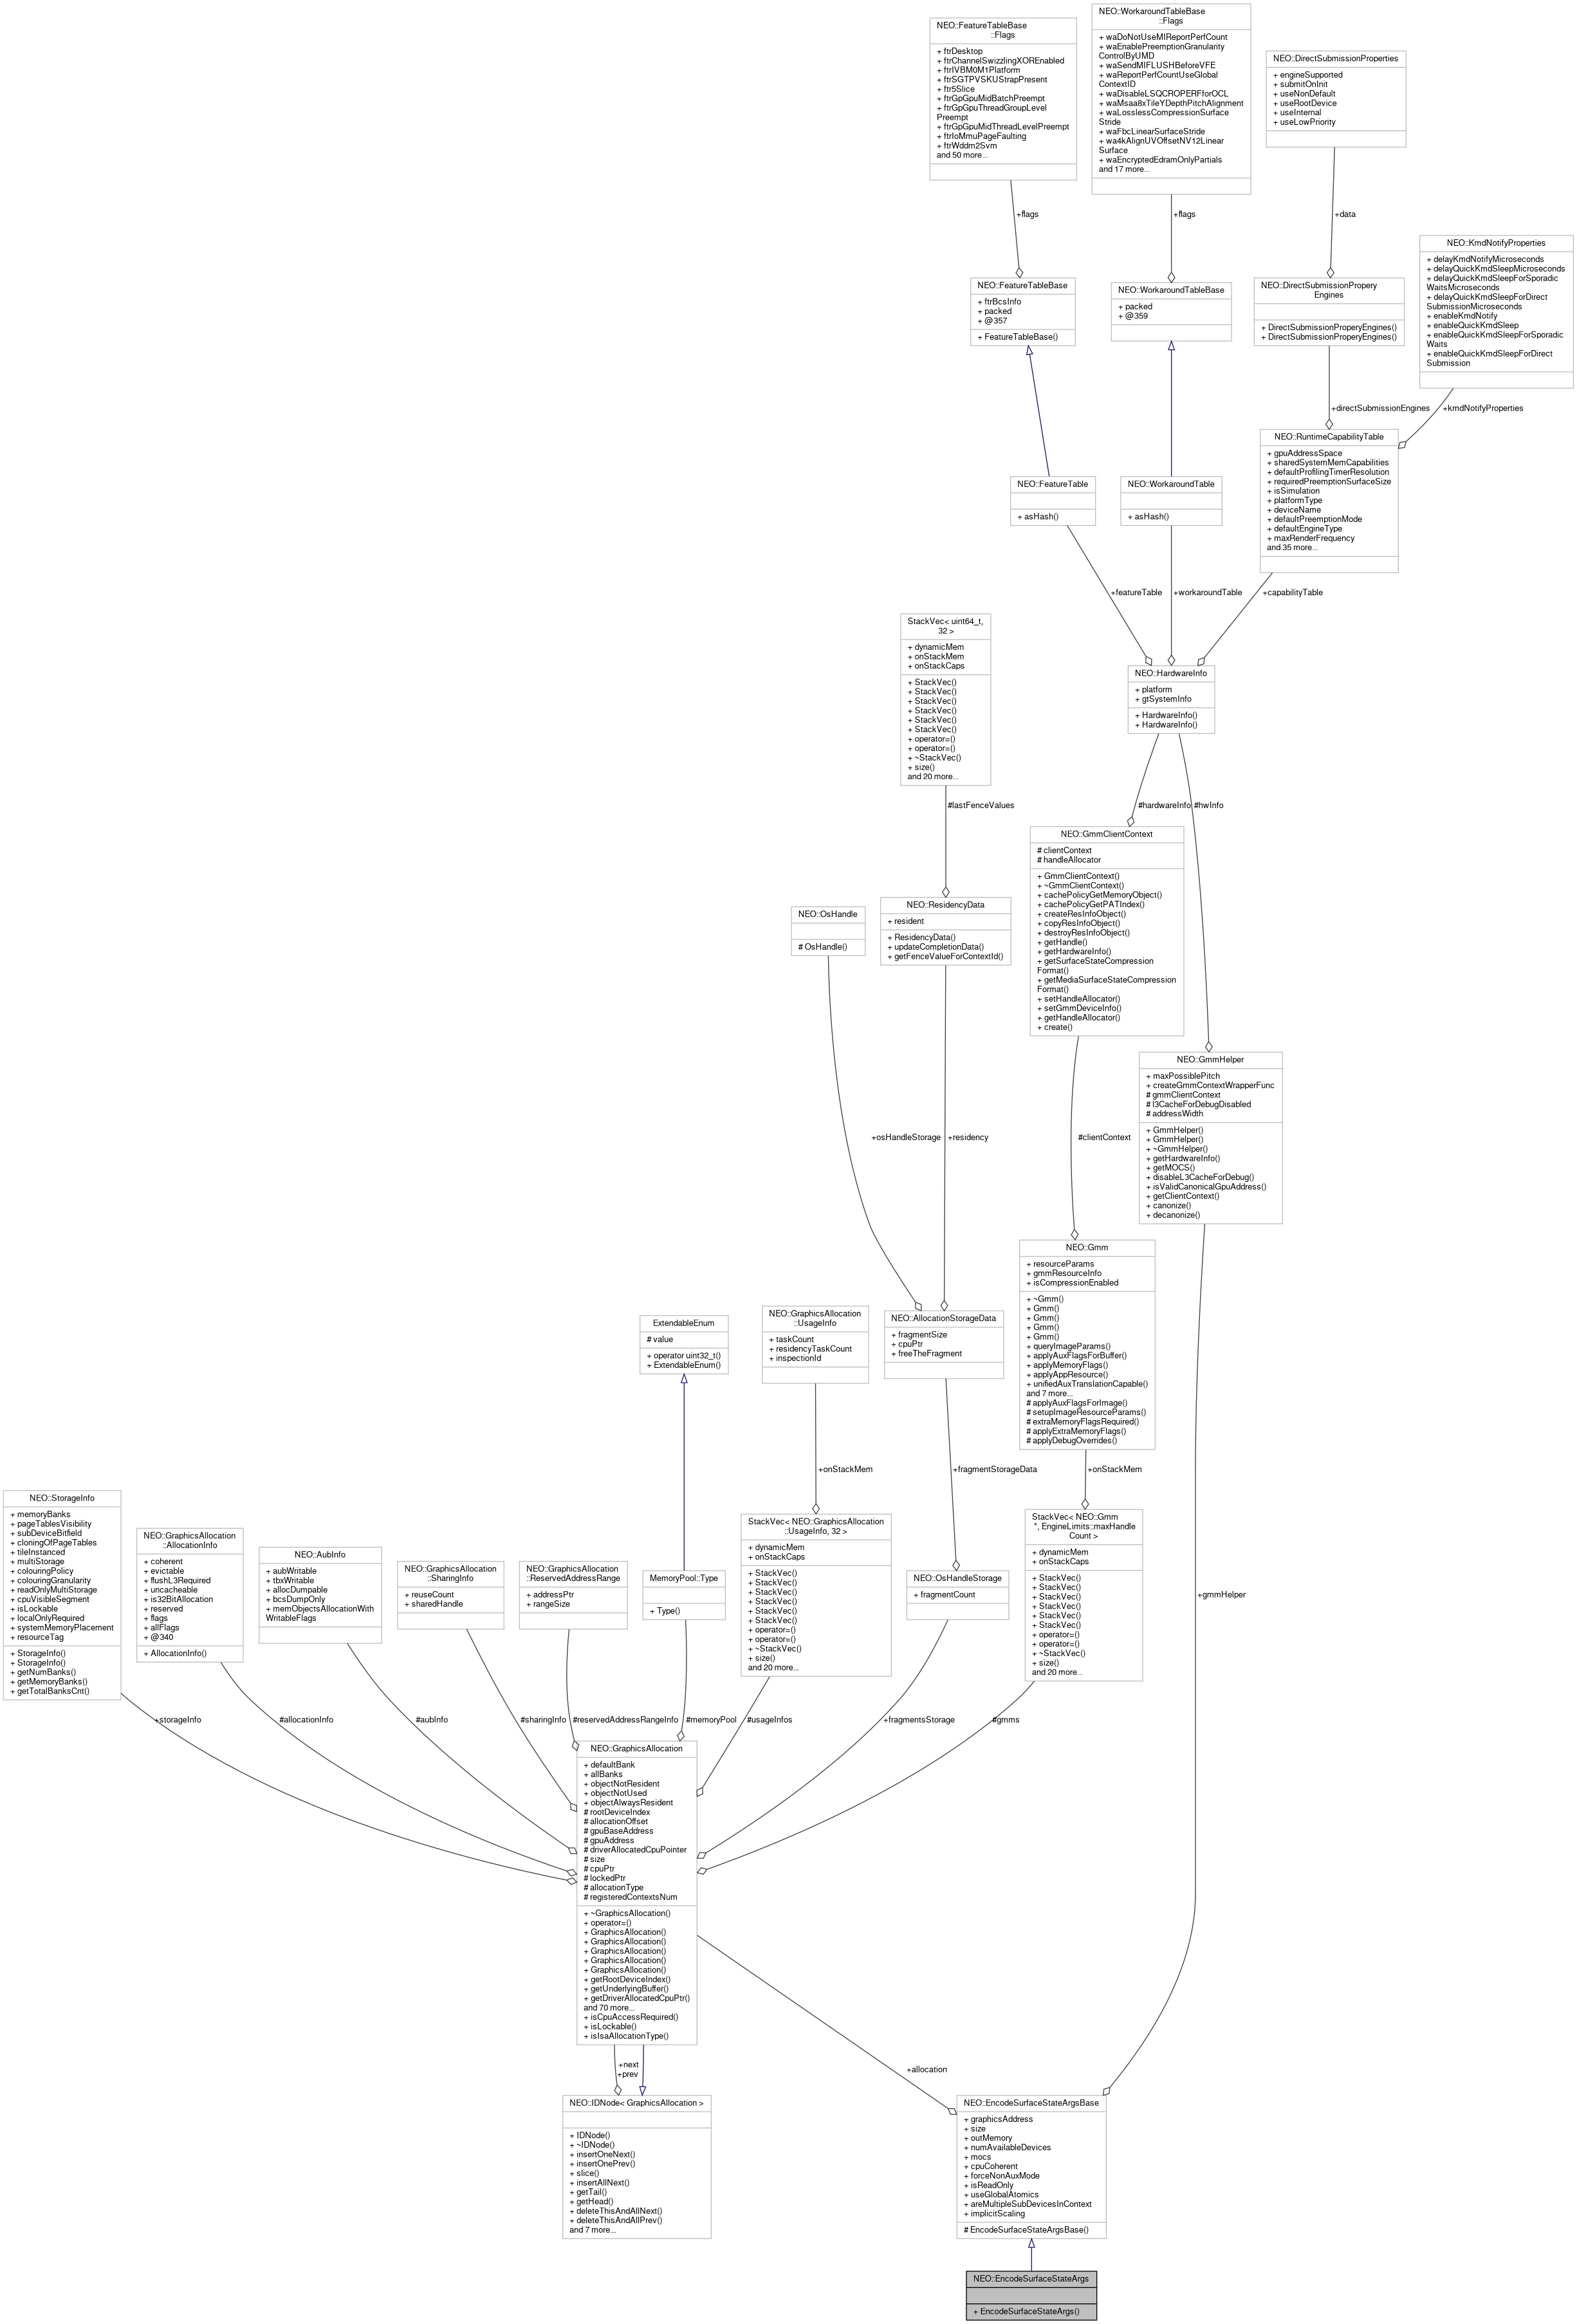 NEO::FeatureTableBase
::Flags
+ ftrDesktop
+ ftrChannelSwizzlingXOREnabled
+ ftrIVBM0M1Platform
+ ftrSGTPVSKUStrapPresent
+ ftr5Slice
+ ftrGpGpuMidBatchPreempt
+ ftrGpGpuThreadGroupLevel
Preempt
+ ftrGpGpuMidThreadLevelPreempt
+ ftrIoMmuPageFaulting
+ ftrWddm2Svm
and 50 more...
NEO::WorkaroundTableBase
::Flags
+ waDoNotUseMIReportPerfCount
+ waEnablePreemptionGranularity
ControlByUMD
+ waSendMIFLUSHBeforeVFE
+ waReportPerfCountUseGlobal
ContextID
+ waDisableLSQCROPERFforOCL
+ waMsaa8xTileYDepthPitchAlignment
+ waLosslessCompressionSurface
Stride
+ waFbcLinearSurfaceStride
+ wa4kAlignUVOffsetNV12Linear
Surface
+ waEncryptedEdramOnlyPartials
and 17 more...
NEO::DirectSubmissionProperties
+ engineSupported
+ submitOnInit
+ useNonDefault
+ useRootDevice
+ useInternal
+ useLowPriority
+flags
+flags
+data
NEO::KmdNotifyProperties
+ delayKmdNotifyMicroseconds
+ delayQuickKmdSleepMicroseconds
+ delayQuickKmdSleepForSporadic
WaitsMicroseconds
+ delayQuickKmdSleepForDirect
SubmissionMicroseconds
+ enableKmdNotify
+ enableQuickKmdSleep
+ enableQuickKmdSleepForSporadic
Waits
+ enableQuickKmdSleepForDirect
Submission
NEO::FeatureTableBase
+ ftrBcsInfo
+ packed
+ @357
+ FeatureTableBase()
NEO::WorkaroundTableBase
+ packed
+ @359
NEO::DirectSubmissionPropery
Engines
+ DirectSubmissionProperyEngines()
+ DirectSubmissionProperyEngines()
+directSubmissionEngines
+kmdNotifyProperties
NEO::FeatureTable
+ asHash()
NEO::WorkaroundTable
+ asHash()
NEO::RuntimeCapabilityTable
+ gpuAddressSpace
+ sharedSystemMemCapabilities
+ defaultProfilingTimerResolution
+ requiredPreemptionSurfaceSize
+ isSimulation
+ platformType
+ deviceName
+ defaultPreemptionMode
+ defaultEngineType
+ maxRenderFrequency
and 35 more...
+featureTable
+workaroundTable
+capabilityTable
StackVec< uint64_t,
32 >
+ dynamicMem
+ onStackMem
+ onStackCaps
+ StackVec()
+ StackVec()
+ StackVec()
+ StackVec()
+ StackVec()
+ StackVec()
+ operator=()
+ operator=()
+ ~StackVec()
+ size()
and 20 more...
NEO::HardwareInfo
+ platform
+ gtSystemInfo
+ HardwareInfo()
+ HardwareInfo()
#lastFenceValues
#hardwareInfo
#hwInfo
NEO::GmmClientContext
# clientContext
# handleAllocator
+ GmmClientContext()
+ ~GmmClientContext()
+ cachePolicyGetMemoryObject()
+ cachePolicyGetPATIndex()
+ createResInfoObject()
+ copyResInfoObject()
+ destroyResInfoObject()
+ getHandle()
+ getHardwareInfo()
+ getSurfaceStateCompression
Format()
+ getMediaSurfaceStateCompression
Format()
+ setHandleAllocator()
+ setGmmDeviceInfo()
+ getHandleAllocator()
+ create()
NEO::OsHandle
# OsHandle()
NEO::ResidencyData
+ resident
+ ResidencyData()
+ updateCompletionData()
+ getFenceValueForContextId()
NEO::GmmHelper
+ maxPossiblePitch
+ createGmmContextWrapperFunc
# gmmClientContext
# l3CacheForDebugDisabled
# addressWidth
+ GmmHelper()
+ GmmHelper()
+ ~GmmHelper()
+ getHardwareInfo()
+ getMOCS()
+ disableL3CacheForDebug()
+ isValidCanonicalGpuAddress()
+ getClientContext()
+ canonize()
+ decanonize()
+osHandleStorage
+residency
#clientContext
NEO::Gmm
+ resourceParams
+ gmmResourceInfo
+ isCompressionEnabled
+ ~Gmm()
+ Gmm()
+ Gmm()
+ Gmm()
+ Gmm()
+ queryImageParams()
+ applyAuxFlagsForBuffer()
+ applyMemoryFlags()
+ applyAppResource()
+ unifiedAuxTranslationCapable()
and 7 more...
# applyAuxFlagsForImage()
# setupImageResourceParams()
# extraMemoryFlagsRequired()
# applyExtraMemoryFlags()
# applyDebugOverrides()
ExtendableEnum
# value
+ operator uint32_t()
+ ExtendableEnum()
NEO::GraphicsAllocation
::UsageInfo
+ taskCount
+ residencyTaskCount
+ inspectionId
NEO::AllocationStorageData
+ fragmentSize
+ cpuPtr
+ freeTheFragment
+onStackMem
+fragmentStorageData
+onStackMem
NEO::StorageInfo
+ memoryBanks
+ pageTablesVisibility
+ subDeviceBitfield
+ cloningOfPageTables
+ tileInstanced
+ multiStorage
+ colouringPolicy
+ colouringGranularity
+ readOnlyMultiStorage
+ cpuVisibleSegment
+ isLockable
+ localOnlyRequired
+ systemMemoryPlacement
+ resourceTag
+ StorageInfo()
+ StorageInfo()
+ getNumBanks()
+ getMemoryBanks()
+ getTotalBanksCnt()
NEO::GraphicsAllocation
::AllocationInfo
+ coherent
+ evictable
+ flushL3Required
+ uncacheable
+ is32BitAllocation
+ reserved
+ flags
+ allFlags
+ @340
+ AllocationInfo()
NEO::AubInfo
+ aubWritable
+ tbxWritable
+ allocDumpable
+ bcsDumpOnly
+ memObjectsAllocationWith
WritableFlags
NEO::GraphicsAllocation
::SharingInfo
+ reuseCount
+ sharedHandle
NEO::GraphicsAllocation
::ReservedAddressRange
+ addressPtr
+ rangeSize
MemoryPool::Type
+ Type()
StackVec< NEO::GraphicsAllocation
::UsageInfo, 32 >
+ dynamicMem
+ onStackCaps
+ StackVec()
+ StackVec()
+ StackVec()
+ StackVec()
+ StackVec()
+ StackVec()
+ operator=()
+ operator=()
+ ~StackVec()
+ size()
and 20 more...
NEO::OsHandleStorage
+ fragmentCount
StackVec< NEO::Gmm
*, EngineLimits::maxHandle
Count >
+ dynamicMem
+ onStackCaps
+ StackVec()
+ StackVec()
+ StackVec()
+ StackVec()
+ StackVec()
+ StackVec()
+ operator=()
+ operator=()
+ ~StackVec()
+ size()
and 20 more...
+gmmHelper
+storageInfo
#allocationInfo
#aubInfo
#sharingInfo
#reservedAddressRangeInfo
#memoryPool
#usageInfos
+fragmentsStorage
#gmms
NEO::GraphicsAllocation
+ defaultBank
+ allBanks
+ objectNotResident
+ objectNotUsed
+ objectAlwaysResident
# rootDeviceIndex
# allocationOffset
# gpuBaseAddress
# gpuAddress
# driverAllocatedCpuPointer
# size
# cpuPtr
# lockedPtr
# allocationType
# registeredContextsNum
+ ~GraphicsAllocation()
+ operator=()
+ GraphicsAllocation()
+ GraphicsAllocation()
+ GraphicsAllocation()
+ GraphicsAllocation()
+ GraphicsAllocation()
+ getRootDeviceIndex()
+ getUnderlyingBuffer()
+ getDriverAllocatedCpuPtr()
and 70 more...
+ isCpuAccessRequired()
+ isLockable()
+ isIsaAllocationType()
+next
+prev
+allocation
NEO::IDNode< GraphicsAllocation >
+ IDNode()
+ ~IDNode()
+ insertOneNext()
+ insertOnePrev()
+ slice()
+ insertAllNext()
+ getTail()
+ getHead()
+ deleteThisAndAllNext()
+ deleteThisAndAllPrev()
and 7 more...
NEO::EncodeSurfaceStateArgsBase
+ graphicsAddress
+ size
+ outMemory
+ numAvailableDevices
+ mocs
+ cpuCoherent
+ forceNonAuxMode
+ isReadOnly
+ useGlobalAtomics
+ areMultipleSubDevicesInContext
+ implicitScaling
# EncodeSurfaceStateArgsBase()
NEO::EncodeSurfaceStateArgs
+ EncodeSurfaceStateArgs()